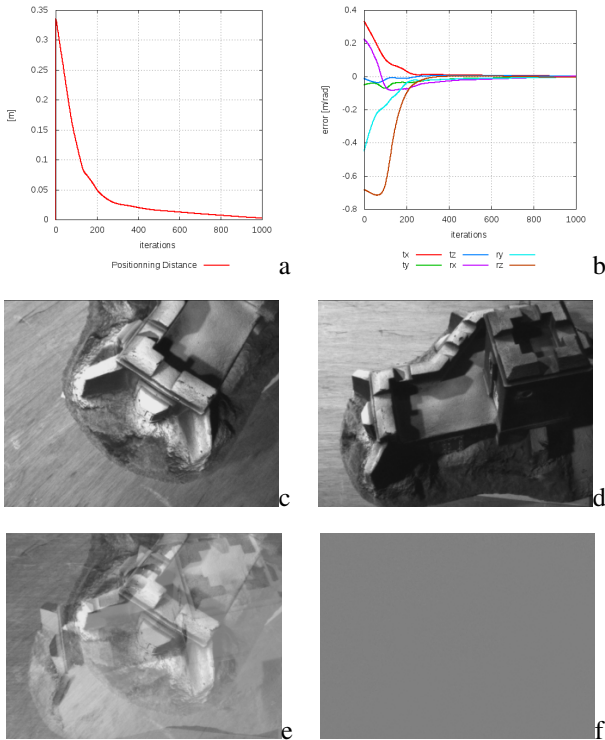 0.35
0.3
0.25
0.2
0.15
0.1
0.05
0
[m]
0 200 400 600 800 1000
iterations
Positionning Distance
a
0.4
0.2
0
-0.2
-0.4
-0.6
-0.8
error [m/rad]
0 200 400 600 800 1000
iterations
tx tz ry
ty rx rz
b
c
d
e
f